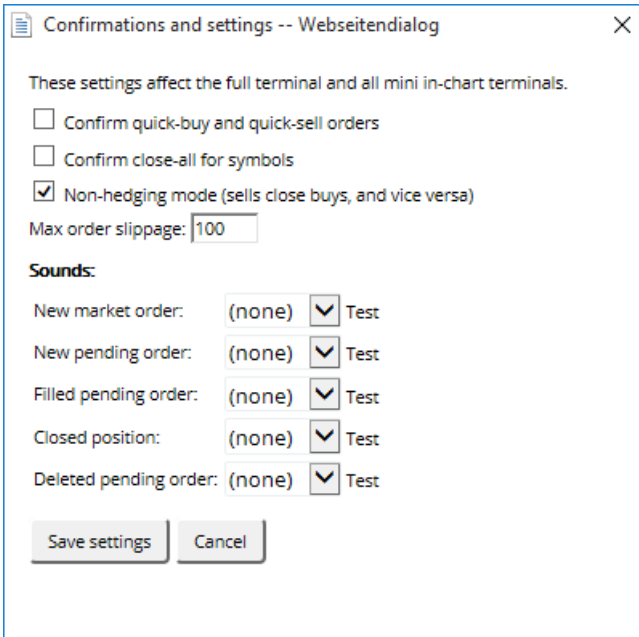 Confirmations and settings -- Webseitendialog
These settings affect the full terminal and all mini in-chart terminals.
Confirm quick-buy and quick-sell orders
Confirm close-all for symbols
Non-hedging mode (sells close buys, and vice versa)
Max order slippage: 100
Sounds:
New market order: (none) Test
New pending order: (none) Test
Filled pending order: (none) Test
Closed position: (none) Test
Deleted pending order: (none) Test
Save settings Cancel